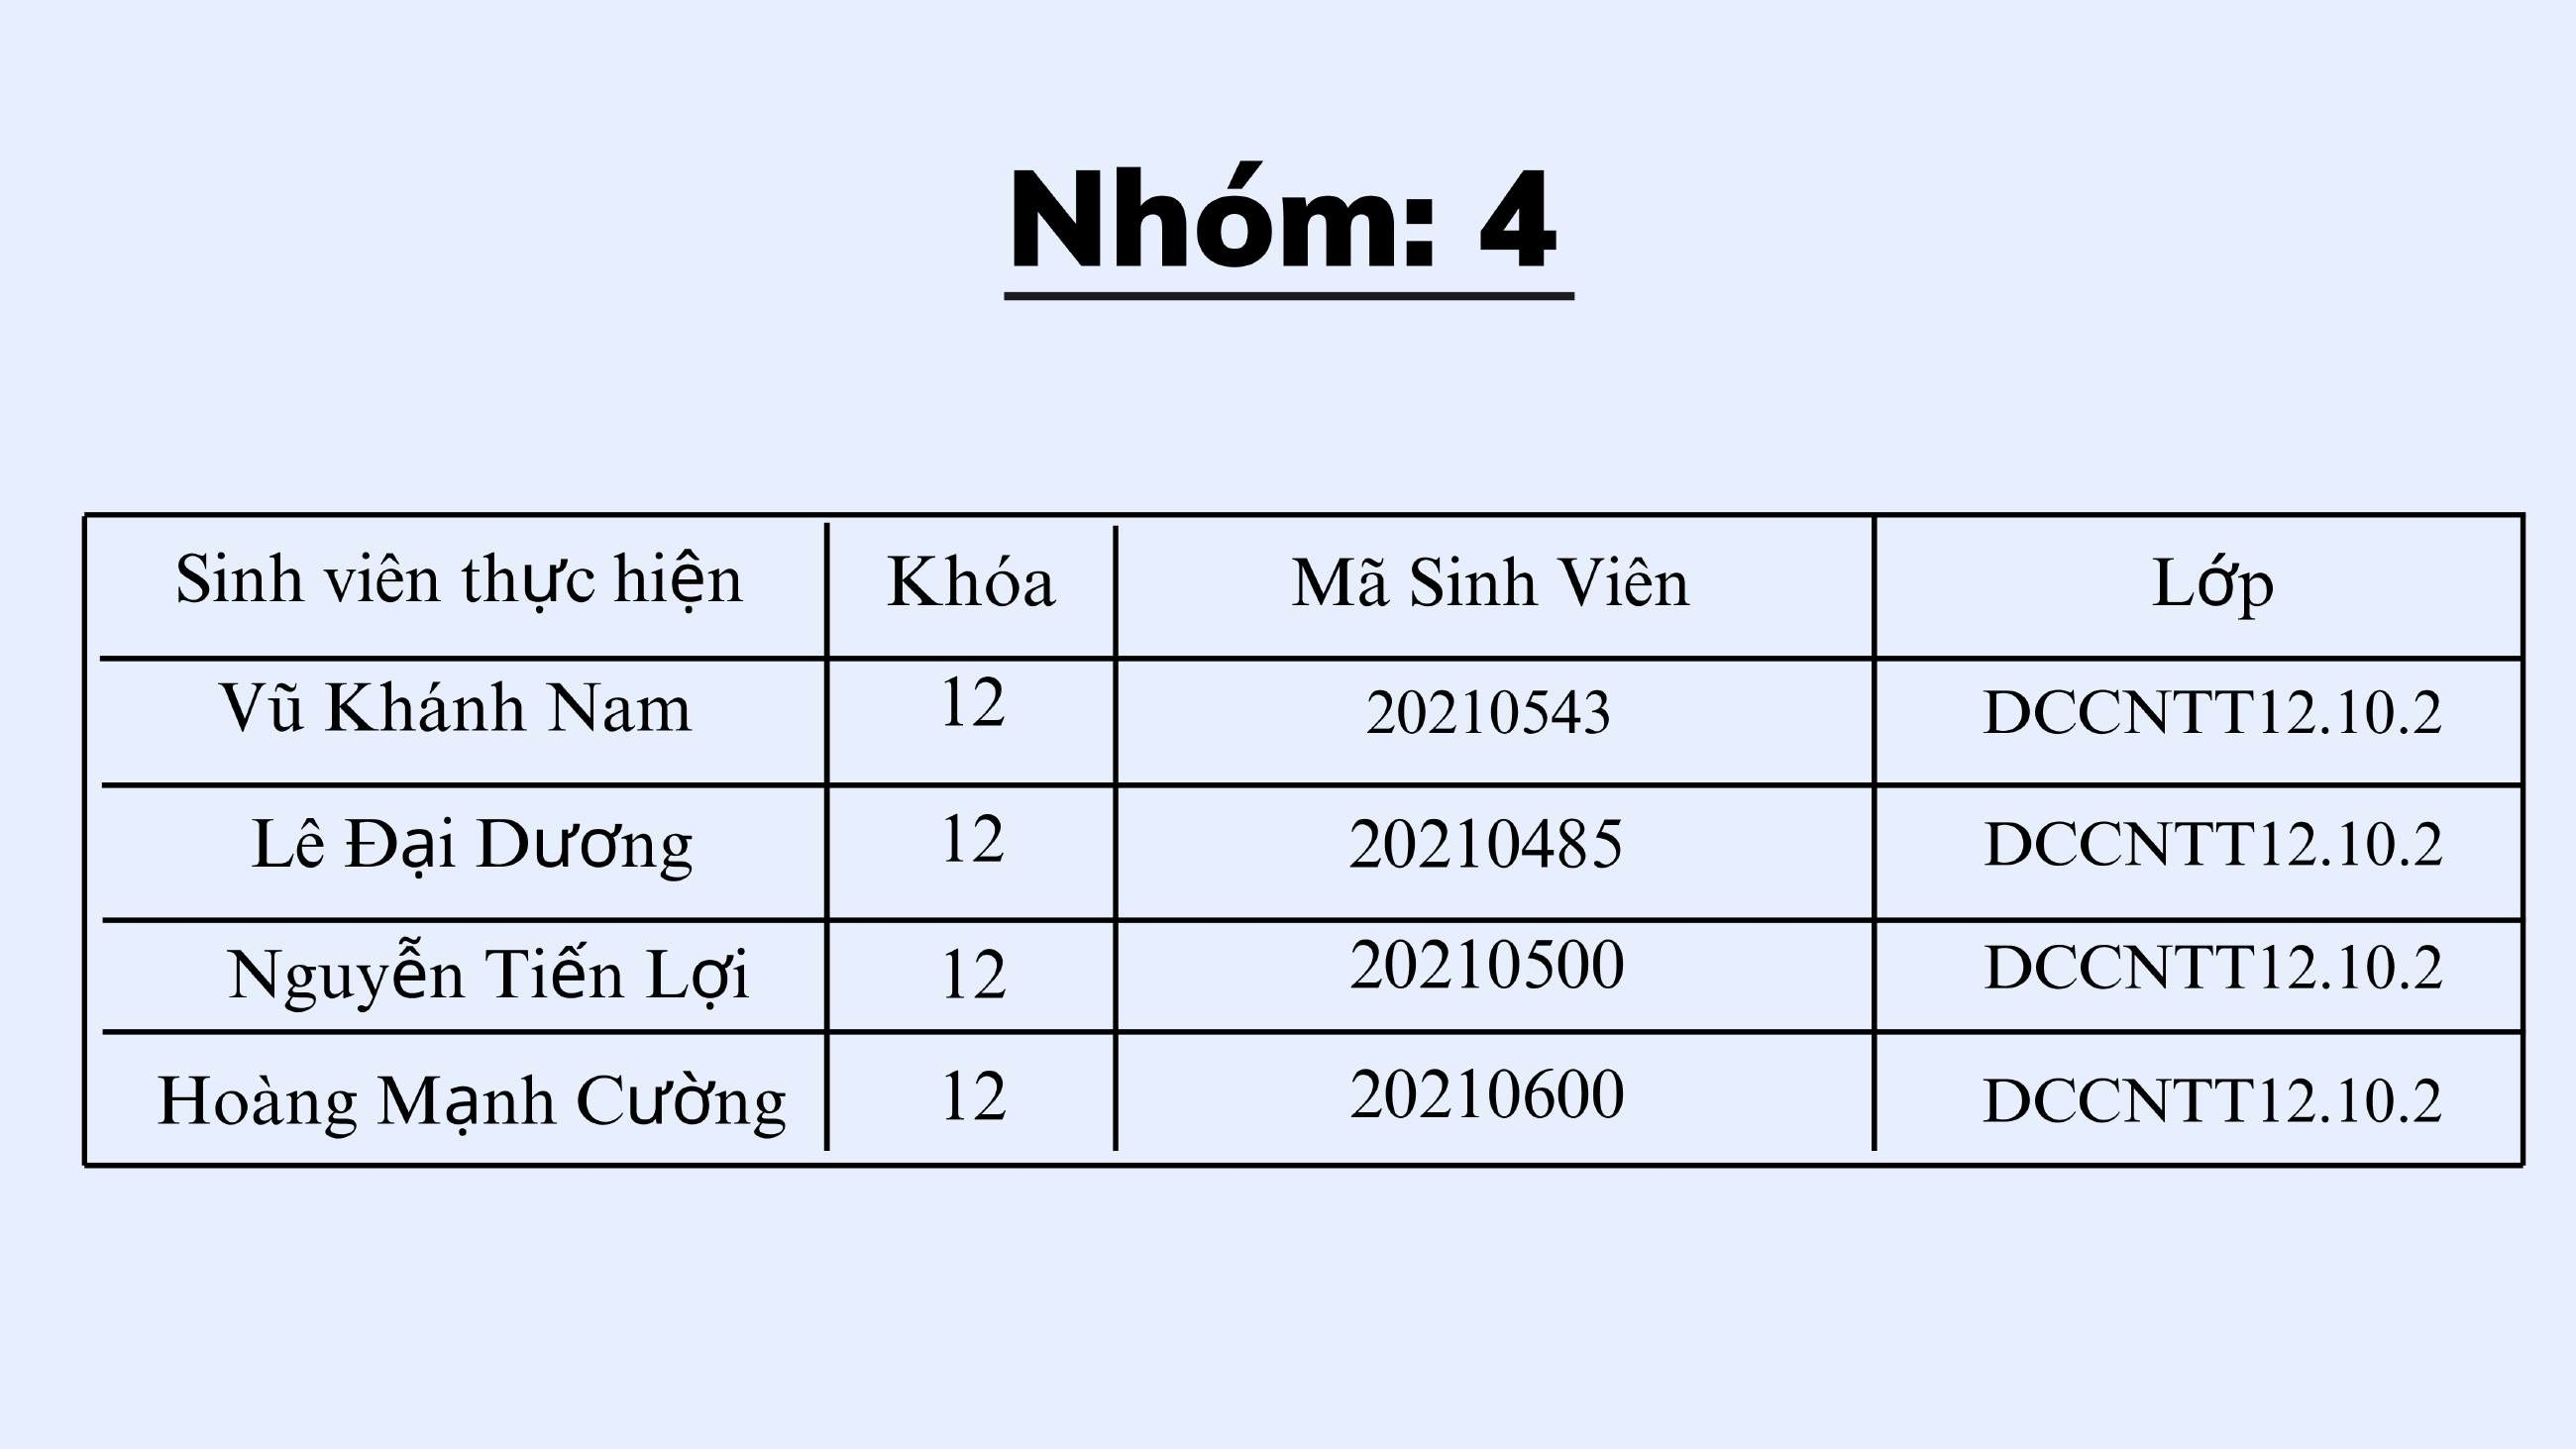 Nhóm: 4
Sinh viên thực hiện Khóa Mã Sinh Viên Lớp
Vũ Khánh Nam 12 20210543 DCCNTT12.10.2
Lê Đại Dương 12 20210485 DCCNTT12.10.2
Nguyễn Tiến Lợi 12 20210500 DCCNTT12.10.2
Hoàng Mạnh Cường 12 20210600 DCCNTT12.10.2